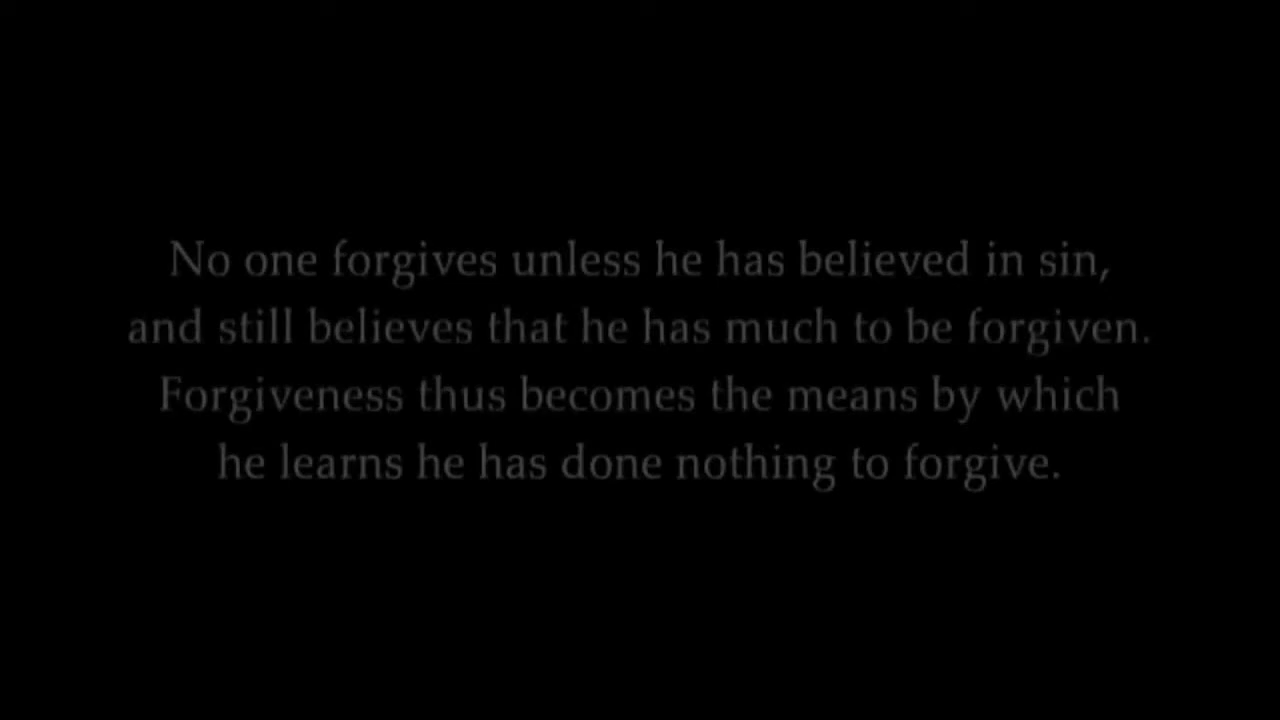 No one forgives unless he has believed in sin,
and still believes that he has much to be forgiven.
Forgiveness thus becomes the means by which
he learns he has done nothing to forgive.